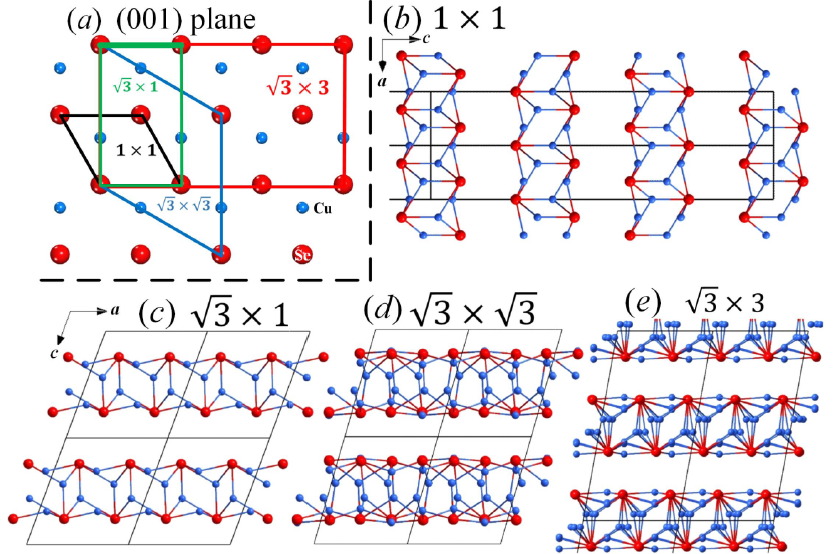 (a) (001) plane
√3 × 1
√3 × 3
1 × 1
√3 × √3
Cu
Se
(b) 1 × 1
c
a
(c) √3 × 1
a
c
(d) √3 × √3
(e) √3 × 3